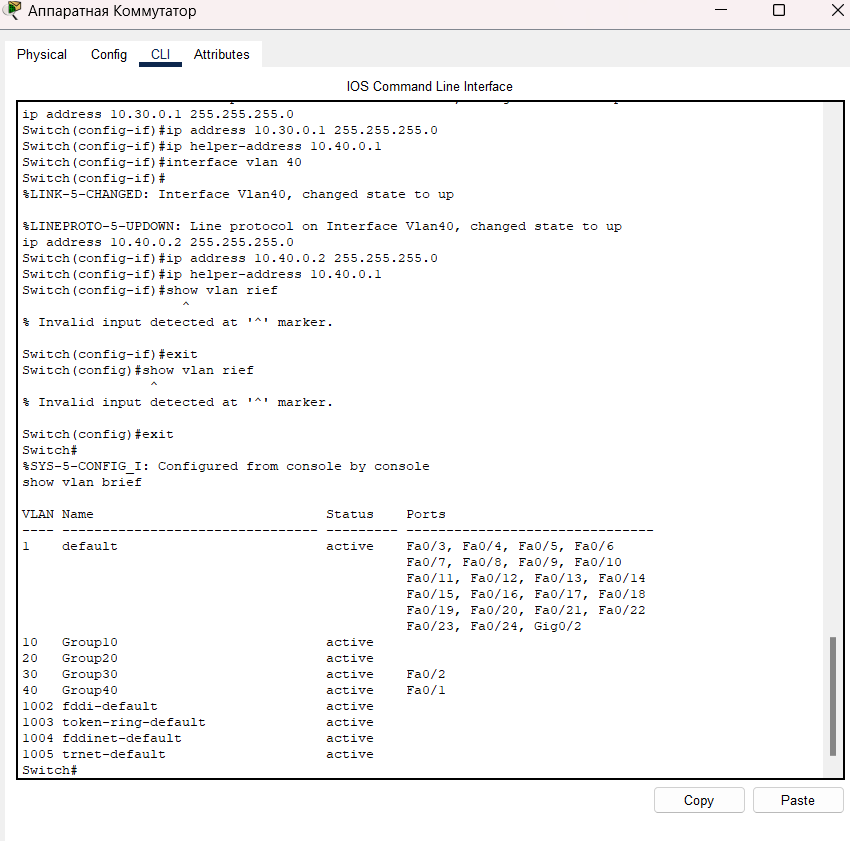 Аппаратная Коммутатор
Physical Config CLI Attributes
IOS Command Line Interface
ip address 10.30.0.1 255.255.255.0
Switch(config-if)#ip address 10.30.0.1 255.255.255.0
Switch(config-if)#ip helper-address 10.40.0.1
Switch(config-if)#interface vlan 40
Switch(config-if)#
%LINK-5-CHANGED: Interface Vlan40, changed state to up
%LINEPROTO-5-UPDOWN: Line protocol on Interface Vlan40, changed state to up
ip address 10.40.0.2 255.255.255.0
Switch(config-if)#ip address 10.40.0.2 255.255.255.0
Switch(config-if)#ip helper-address 10.40.0.1
Switch(config-if)#show vlan rief
^
% Invalid input detected at '^' marker.
Switch(config-if)#exit
Switch(config)#show vlan rief
^
% Invalid input detected at '^' marker.
Switch(config)#exit
Switch#
%SYS-5-CONFIG_I: Configured from console by console
show vlan brief
VLAN Name Status Ports
---- -------------------------------- --------- -------------------------------
1 default active Fa0/3, Fa0/4, Fa0/5, Fa0/6
Fa0/7, Fa0/8, Fa0/9, Fa0/10
Fa0/11, Fa0/12, Fa0/13, Fa0/14
Fa0/15, Fa0/16, Fa0/17, Fa0/18
Fa0/19, Fa0/20, Fa0/21, Fa0/22
Fa0/23, Fa0/24, Gig0/2
10 Group10 active
20 Group20 active
30 Group30 active Fa0/2
40 Group40 active Fa0/1
1002 fddi-default active
1003 token-ring-default active
1004 fddinet-default active
1005 trnet-default active
Switch#
Copy Paste